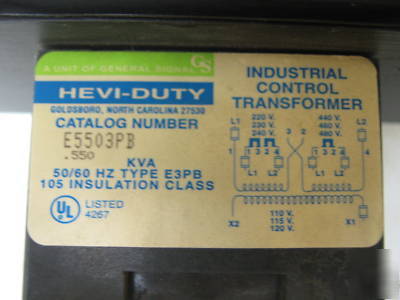 A UNIT OF GENERAL SIGNAL GS
HEVI-DUTY
GOLDSBORO, NORTH CAROLINA 27530
CATALOG NUMBER
E5503PB
.550
KVA
50/60 HZ TYPE E3PB
105 INSULATION CLASS
UL LISTED
4267
INDUSTRIAL
CONTROL
TRANSFORMER
220 V. 440 V.
230 V. 460 V.
240 V. 480 V.
L1 L2 3 2 L1 L2
1 3 2 4 1 3 2 4
1 4
110 V.
115 V.
120 V.
X2 X1